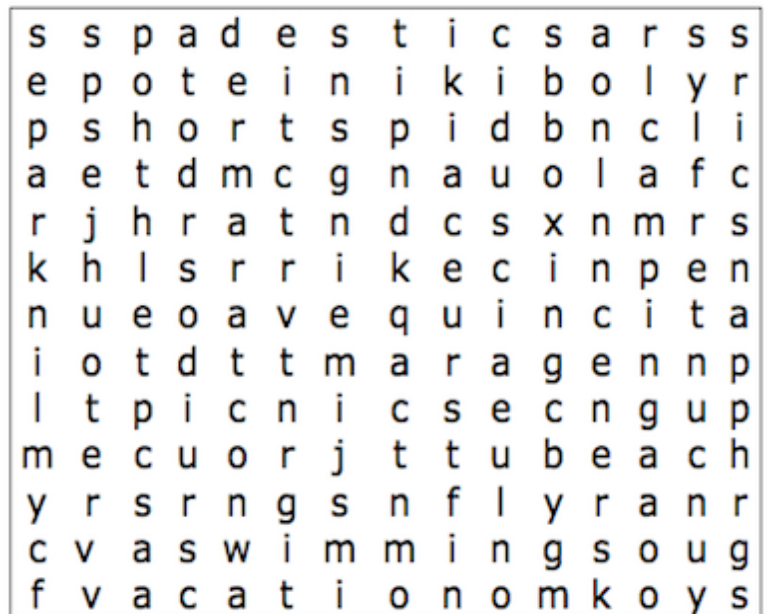 s s p a d e s t i c s a r s s
e p o t e i n i k i b o l y r
p s h o r t s p i d b n c l i
a e t d m c g n a u o l a f c
r j h r a t n d c s x n m r s
k h l s r r i k e c i n p e n
n u e o a v e q u i n c i t a
i o t d t t m a r a g e n n p
l t p i c n i c s e c n g u p
m e c u o r j t t u b e a c h
y r s r n g s n f l y r a n r
c v a s w i m m i n g s o u g
f v a c a t i o n o m k o y s